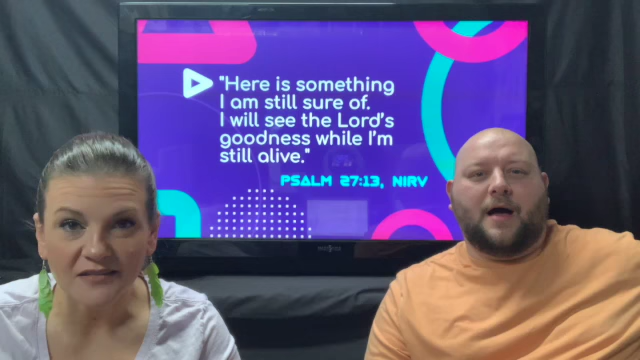 "Here is something
I am still sure of.
I will see the Lord's
goodness while I'm
still alive."
PSALM 27:13, NIRV